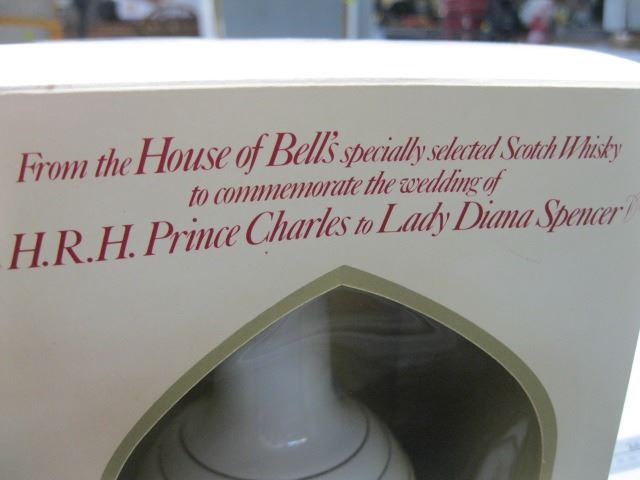 From the House of Bell's specially selected Scotch Whisky
to commemorate the wedding of
H.R.H. Prince Charles to Lady Diana Spencer